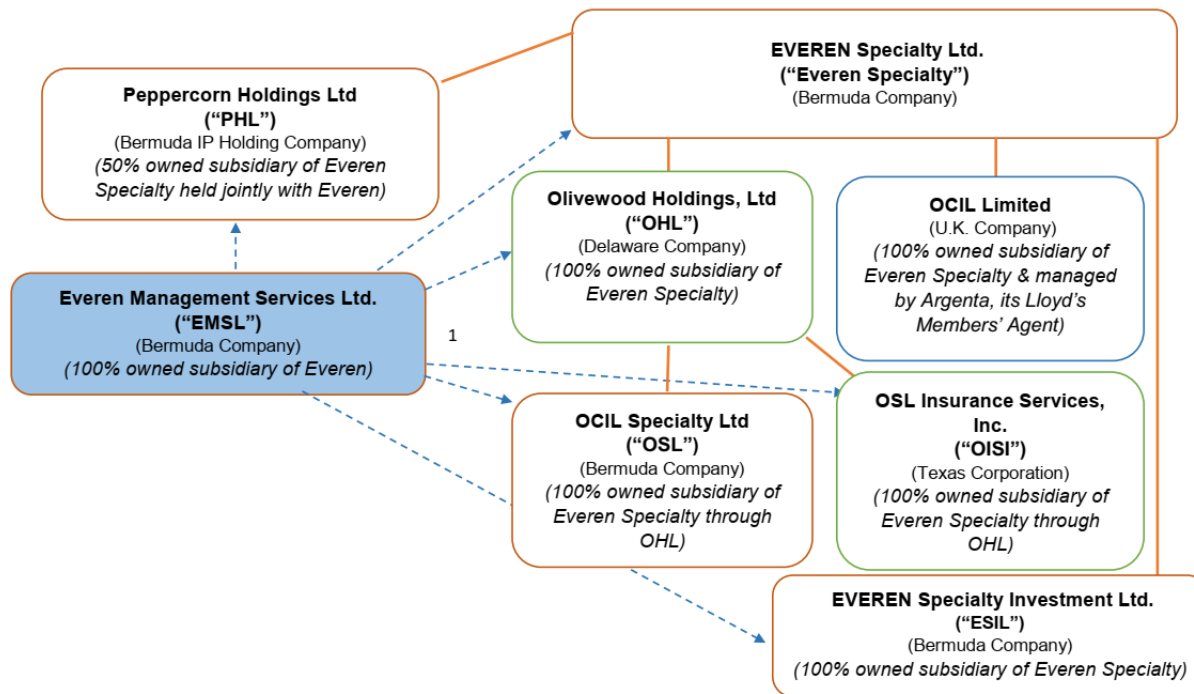 EVEREN Specialty Ltd.
(“Everen Specialty”)
(Bermuda Company)
Peppercorn Holdings Ltd
(“PHL”)
(Bermuda IP Holding Company)
(50% owned subsidiary of Everen
Specialty held jointly with Everen)
Olivewood Holdings, Ltd
(“OHL”)
(Delaware Company)
(100% owned subsidiary of
Everen Specialty)
OCIL Limited
(U.K. Company)
(100% owned subsidiary of
Everen Specialty & managed
by Argenta, its Lloyd’s
Members’ Agent)
Everen Management Services Ltd.
(“EMSL”)
(Bermuda Company)
(100% owned subsidiary of Everen)
1
OCIL Specialty Ltd
(“OSL”)
(Bermuda Company)
(100% owned subsidiary of
Everen Specialty through
OHL)
OSL Insurance Services,
Inc.
(“OISI”)
(Texas Corporation)
(100% owned subsidiary of
Everen Specialty through
OHL)
EVEREN Specialty Investment Ltd.
(“ESIL”)
(Bermuda Company)
(100% owned subsidiary of Everen Specialty)